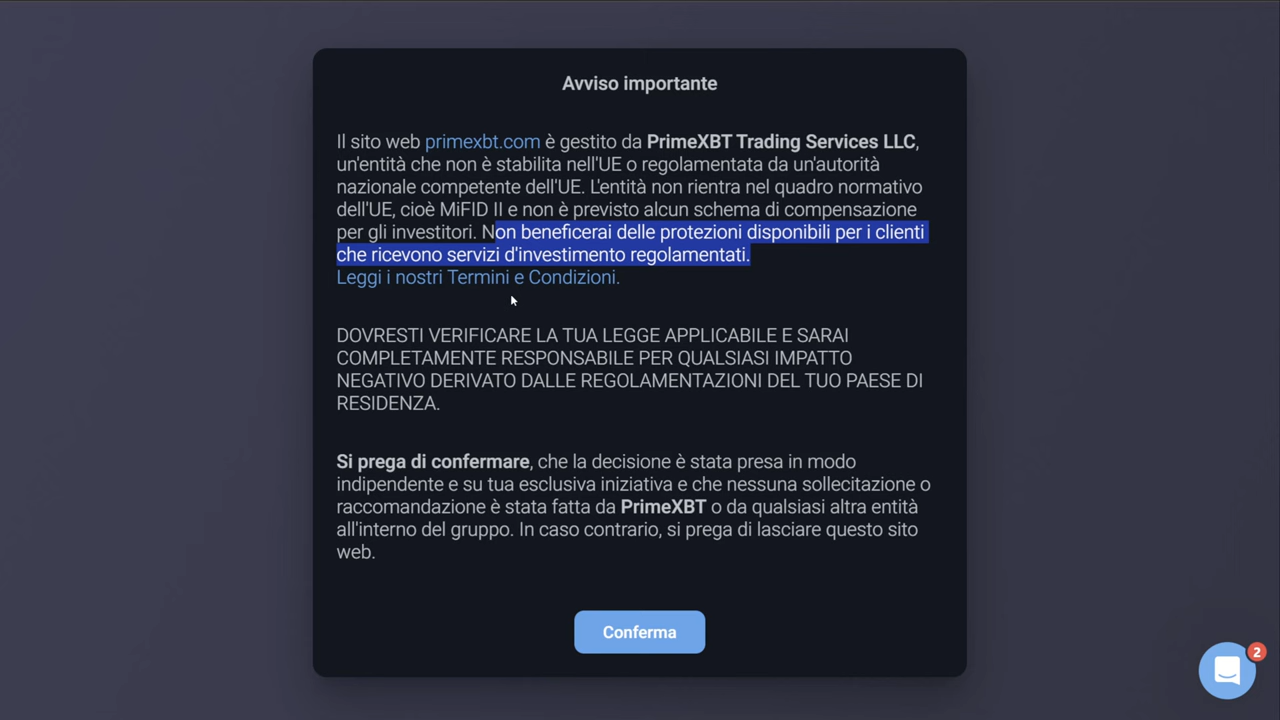 Avviso importante
Il sito web primexbt.com è gestito da PrimeXBT Trading Services LLC,
un'entità che non è stabilita nell'UE o regolamentata da un'autorità
nazionale competente dell'UE. L'entità non rientra nel quadro normativo
dell'UE, cioè MiFID II e non è previsto alcun schema di compensazione
per gli investitori. Non beneficerai delle protezioni disponibili per i clienti
che ricevono servizi d'investimento regolamentati.
Leggi i nostri Termini e Condizioni.
DOVRESTI VERIFICARE LA TUA LEGGE APPLICABILE E SARAI
COMPLETAMENTE RESPONSABILE PER QUALSIASI IMPATTO
NEGATIVO DERIVATO DALLE REGOLAMENTAZIONI DEL TUO PAESE DI
RESIDENZA.
Si prega di confermare, che la decisione è stata presa in modo
indipendente e su tua esclusiva iniziativa e che nessuna sollecitazione o
raccomandazione è stata fatta da PrimeXBT o da qualsiasi altra entità
all'interno del gruppo. In caso contrario, si prega di lasciare questo sito
web.
Conferma
2